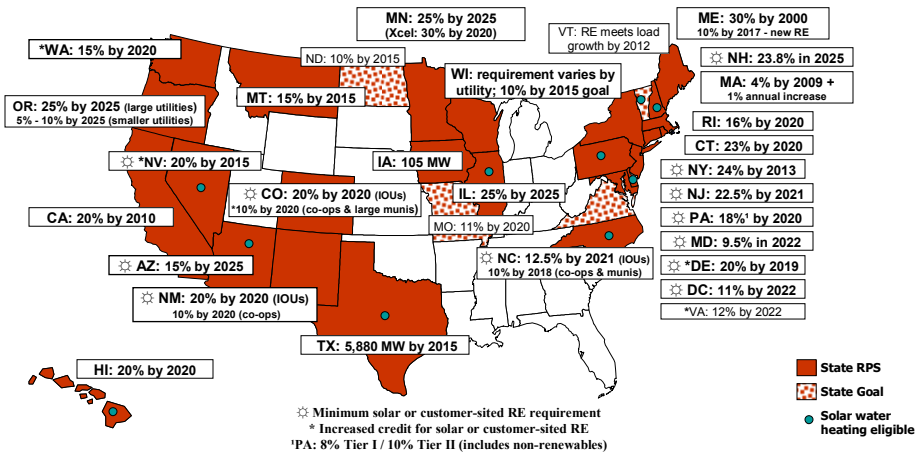 MN: 25% by 2025
(Xcel: 30% by 2020)
VT: RE meets load
growth by 2012
ME: 30% by 2000
10% by 2017 - new RE
*WA: 15% by 2020
ND: 10% by 2015
☼ NH: 23.8% in 2025
WI: requirement varies by
utility; 10% by 2015 goal
MA: 4% by 2009 +
1% annual increase
MT: 15% by 2015
OR: 25% by 2025 (large utilities)
5% - 10% by 2025 (smaller utilities)
RI: 16% by 2020
CT: 23% by 2020
☼ *NV: 20% by 2015
IA: 105 MW
☼ NY: 24% by 2013
☼ CO: 20% by 2020 (IOUs)
*10% by 2020 (co-ops & large munis)
IL: 25% by 2025
☼ NJ: 22.5% by 2021
CA: 20% by 2010
MO: 11% by 2020
☼ PA: 18%¹ by 2020
☼ MD: 9.5% in 2022
☼ AZ: 15% by 2025
☼ NC: 12.5% by 2021 (IOUs)
10% by 2018 (co-ops & munis)
☼ *DE: 20% by 2019
☼ DC: 11% by 2022
☼ NM: 20% by 2020 (IOUs)
10% by 2020 (co-ops)
*VA: 12% by 2022
TX: 5,880 MW by 2015
HI: 20% by 2020
State RPS
State Goal
Solar water
heating eligible
☼ Minimum solar or customer-sited RE requirement
* Increased credit for solar or customer-sited RE
¹PA: 8% Tier I / 10% Tier II (includes non-renewables)